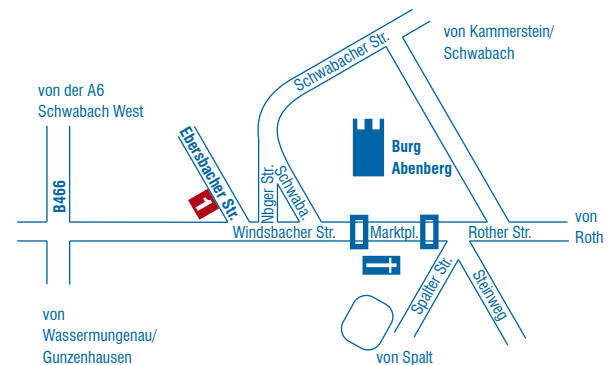 von Kammerstein/
Schwabach
Schwabacher Str.
von der A6
Schwabach West
Ebersbacher Str.
Burg
Abenberg
B466
1
Nbger Str.
Schwaba.
Windsbacher Str.
Marktpl.
Rother Str.
von
Roth
Spalter Str.
Steinweg
von
Wassermungenau/
Gunzenhausen
von Spalt